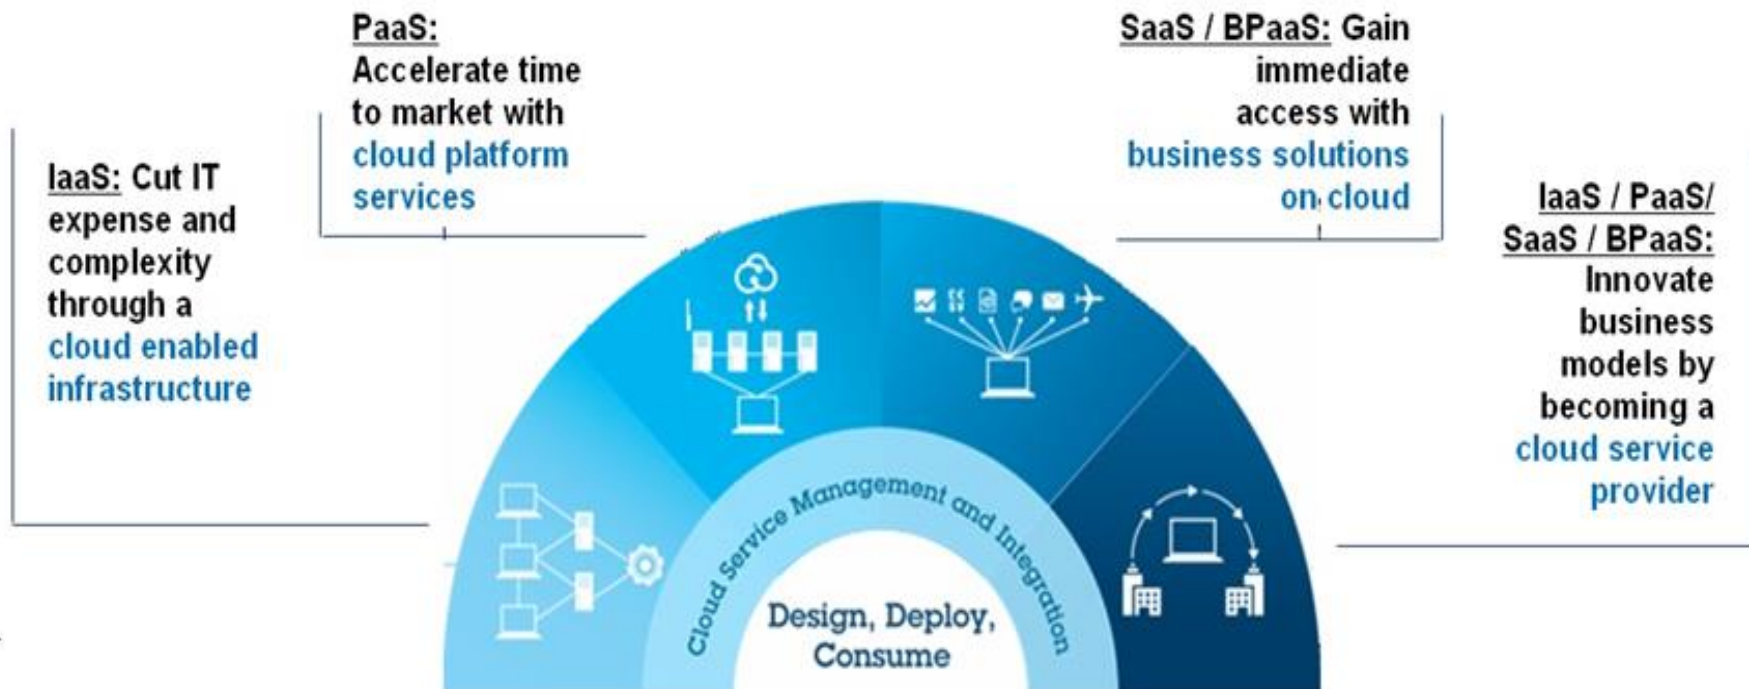 PaaS:
Accelerate time
to market with
cloud platform
services
SaaS / BPaaS: Gain
immediate
access with
business solutions
on cloud
IaaS: Cut IT
expense and
complexity
through a
cloud enabled
infrastructure
IaaS / PaaS/
SaaS / BPaaS:
Innovate
business
models by
becoming a
cloud service
provider
Cloud Service Management and Integration
Design, Deploy,
Consume